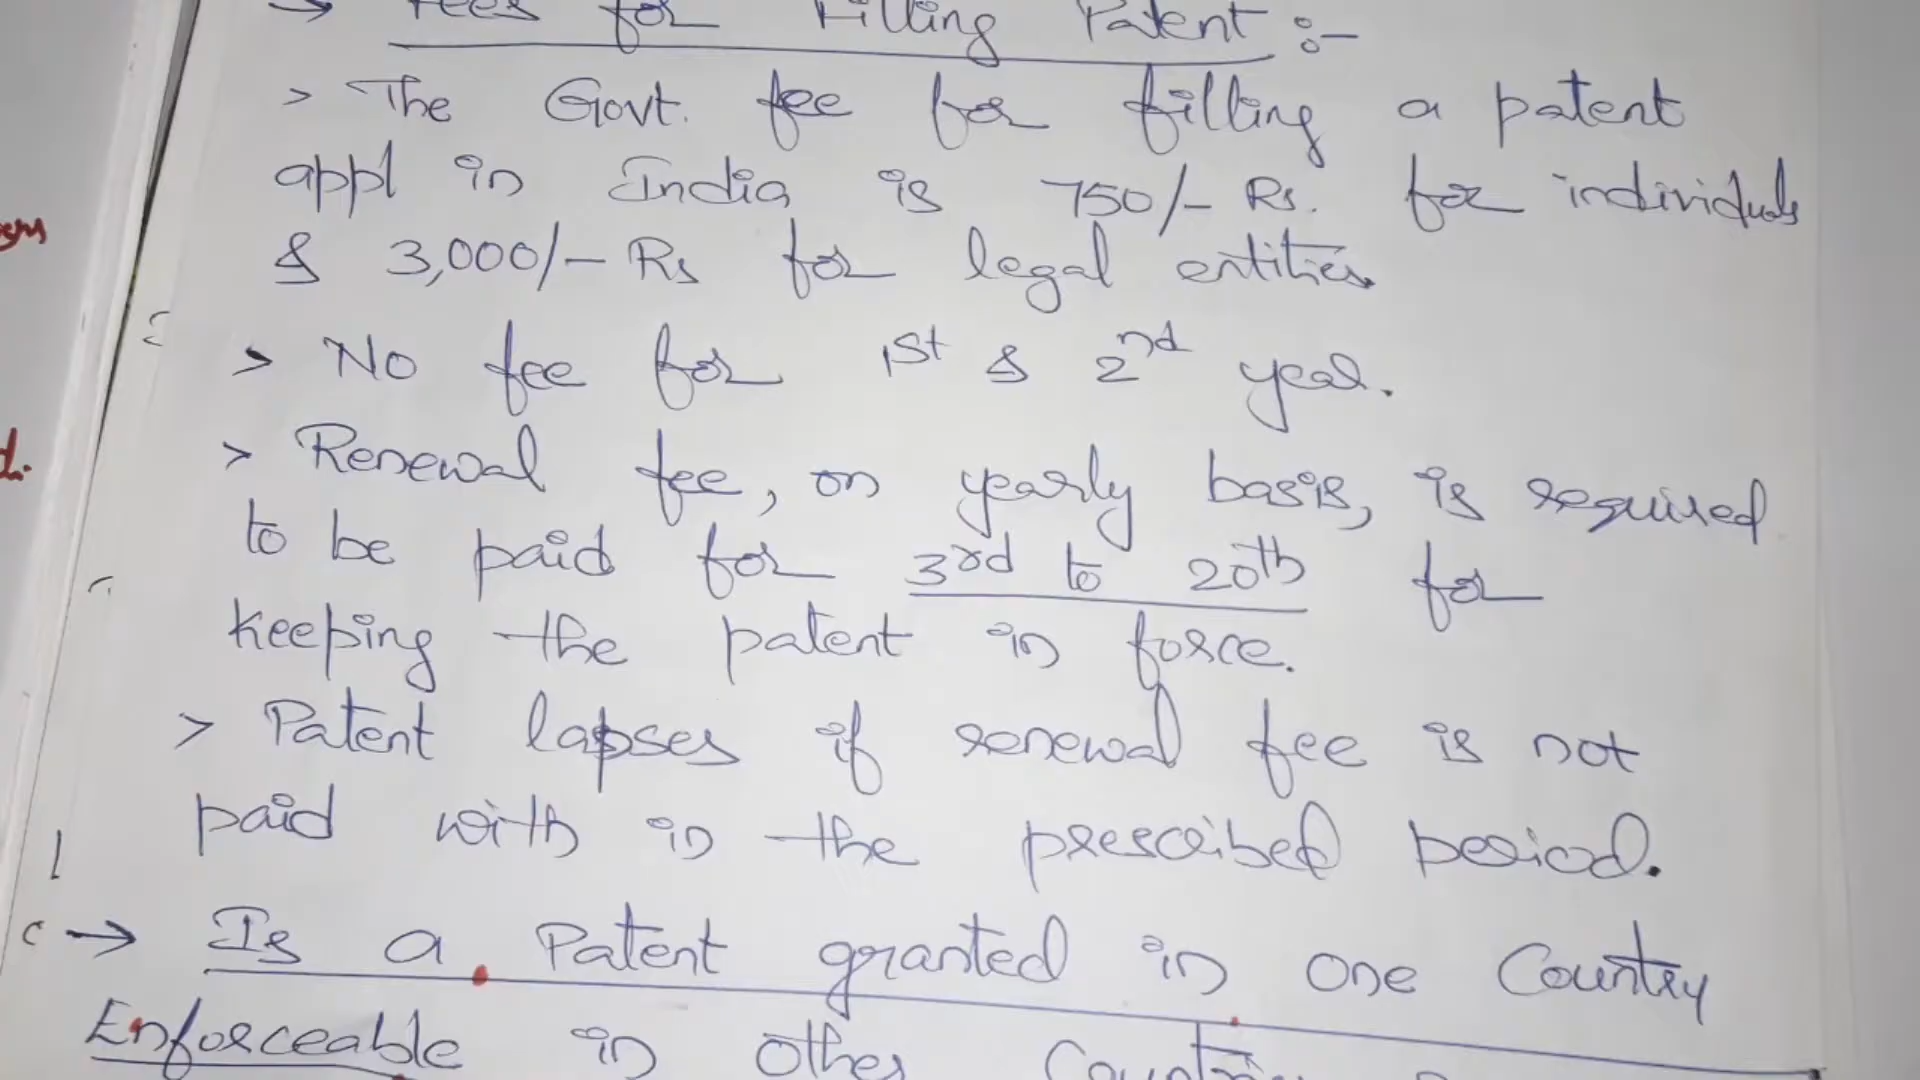 → Fees for Filling Patent :-
> The Govt. fee for filling a patent
appl in India is 750/- Rs. for individuals
& 3,000/- Rs for legal entities
> No fee for 1st & 2nd year.
> Renewal fee, on yearly basis, is required
to be paid for 3rd to 20th for
keeping the patent in force.
> Patent lapses if renewal fee is not
paid with in the prescribed period.
→ Is a Patent granted in one Country
Enforceable in other